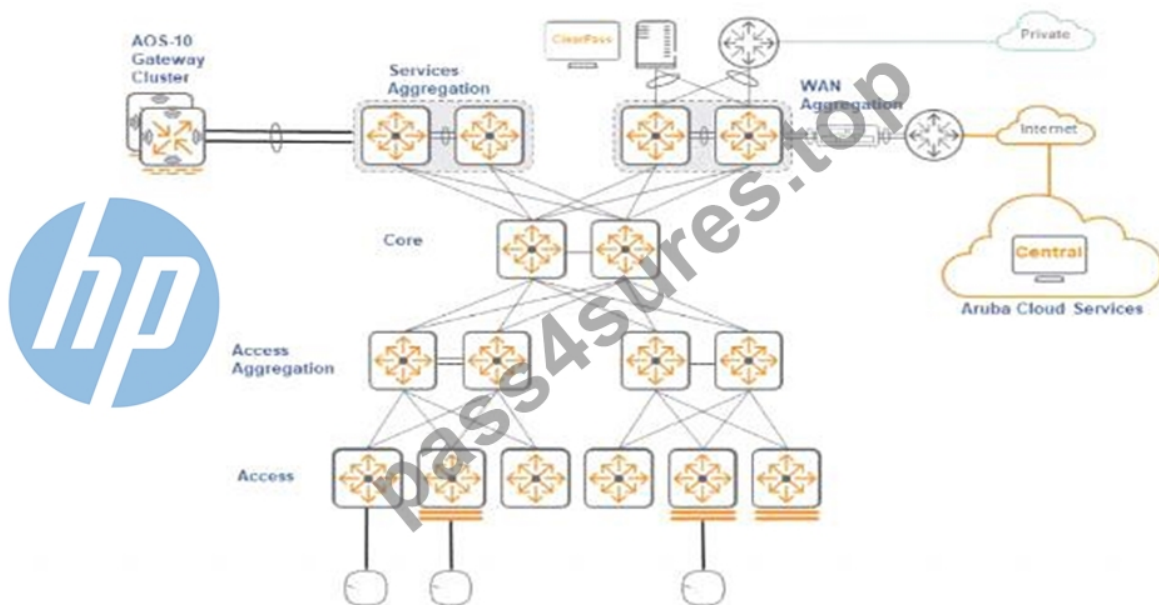 AOS-10
Gateway
Cluster
Services
Aggregation
ClearPass
Private
WAN
Aggregation
Internet
Core
Central
Aruba Cloud Services
hp
Access
Aggregation
Access
pass4sures.top